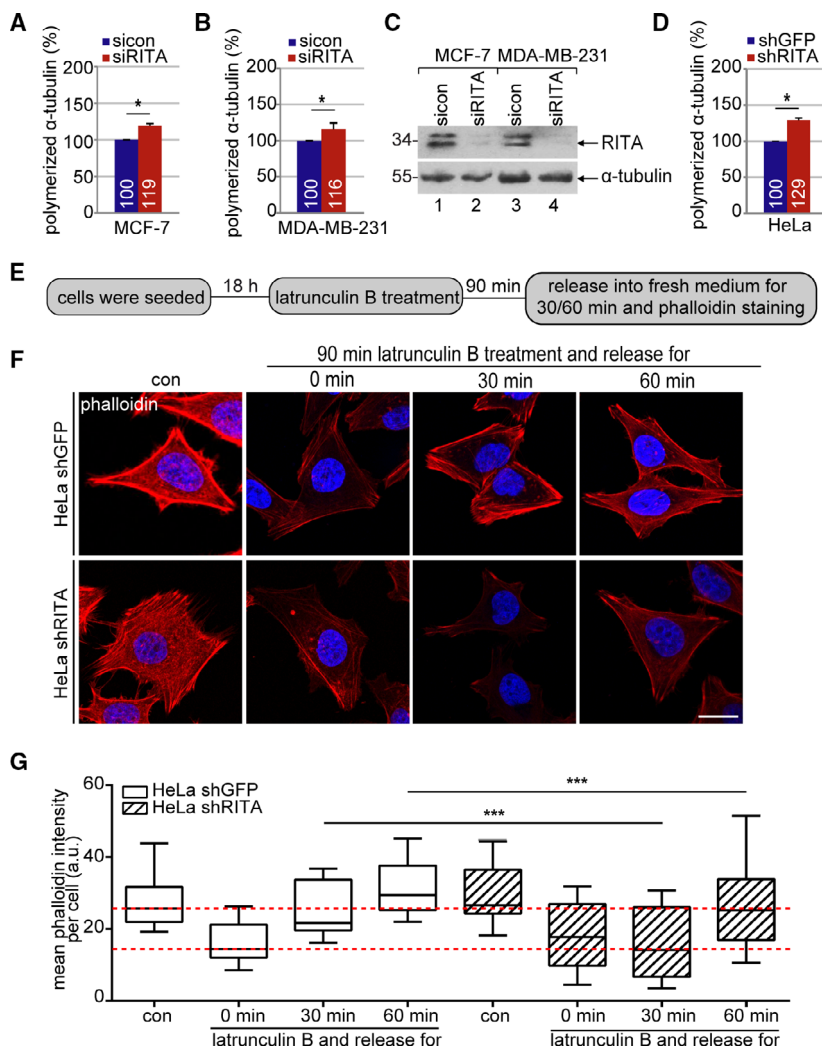 A
sicon
siRITA
polymerized α-tubulin (%)
200
150
100
50
0
*
100
119
MCF-7
B
sicon
siRITA
polymerized α-tubulin (%)
200
150
100
50
0
*
100
116
MDA-MB-231
C
MCF-7 MDA-MB-231
sicon
siRITA
sicon
siRITA
34
RITA
55
α-tubulin
1 2 3 4
D
shGFP
shRITA
polymerized α-tubulin (%)
200
150
100
50
0
*
100
129
HeLa
E
cells were seeded
18 h
latrunculin B treatment
90 min
release into fresh medium for
30/60 min and phalloidin staining
F
90 min latrunculin B treatment and release for
con
0 min
30 min
60 min
phalloidin
HeLa shGFP
HeLa shRITA
G
HeLa shGFP
HeLa shRITA
mean phalloidin intensity
per cell (a.u.)
60
40
20
0
***
***
con 0 min 30 min 60 min con 0 min 30 min 60 min
latrunculin B and release for latrunculin B and release for